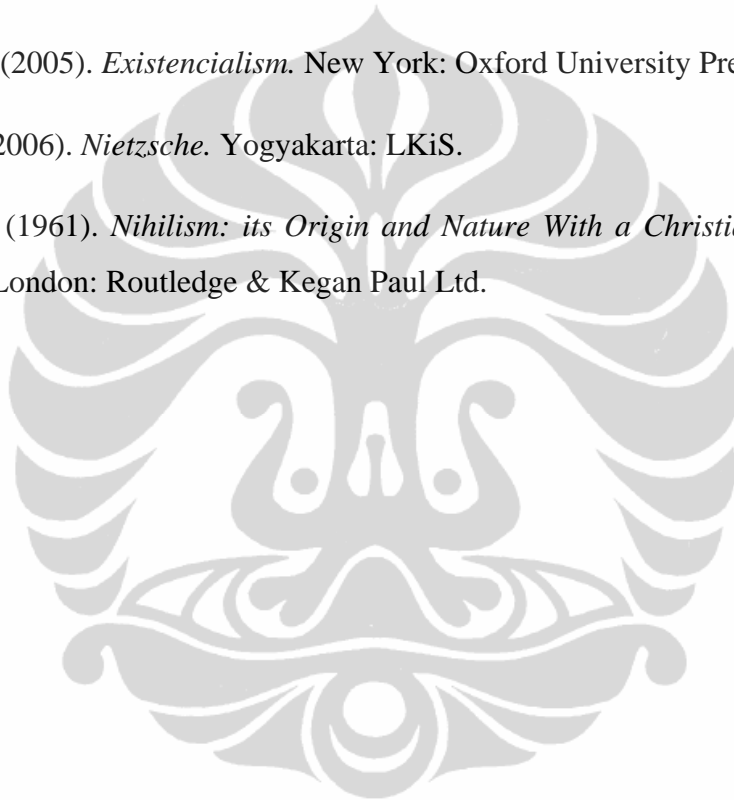 (2005). Existencialism. New York: Oxford University Pre
2006). Nietzsche. Yogyakarta: LKiS.
(1961). Nihilism: its Origin and Nature With a Christi
London: Routledge & Kegan Paul Ltd.